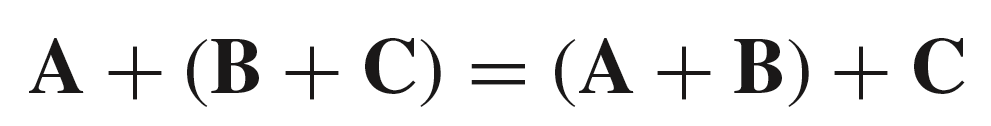 A + (B + C) = (A + B) + C